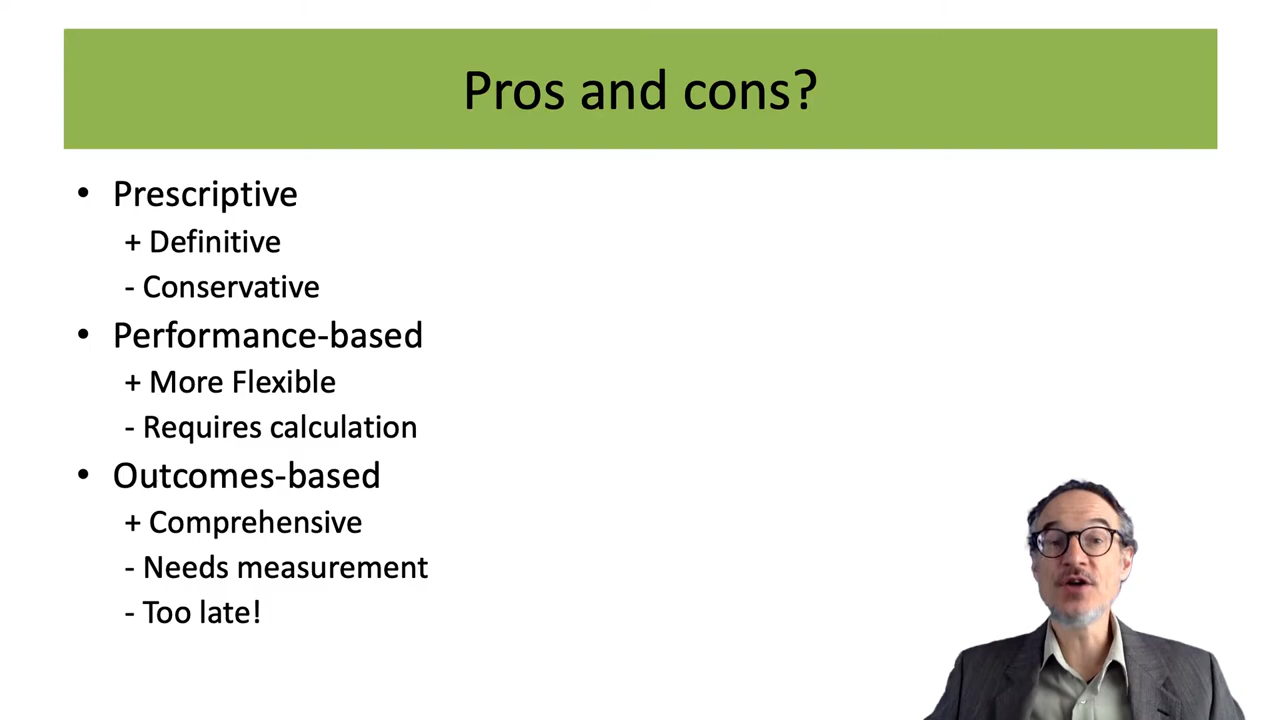 Pros and cons?
• Prescriptive
+ Definitive
- Conservative
• Performance-based
+ More Flexible
- Requires calculation
• Outcomes-based
+ Comprehensive
- Needs measurement
- Too late!